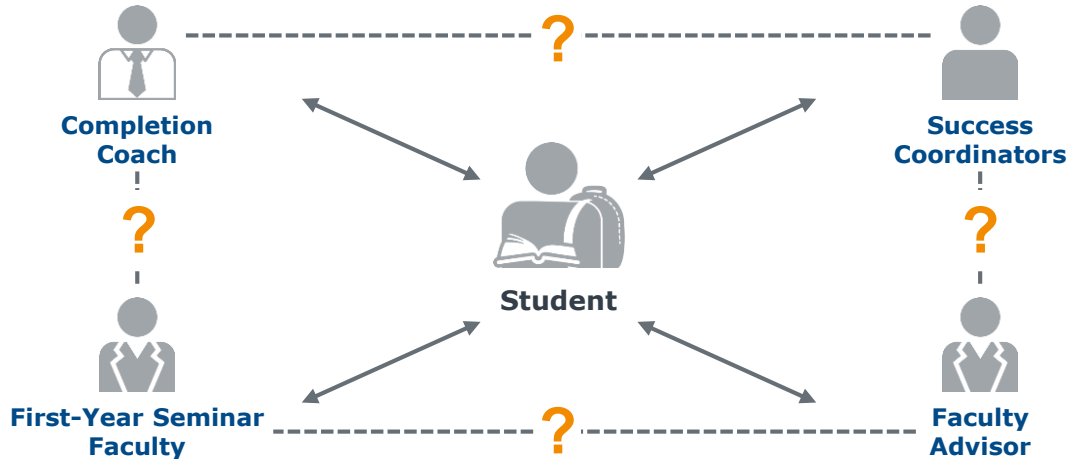 ?
Completion
Coach
Success
Coordinators
?
?
Student
First-Year Seminar
Faculty
?
Faculty
Advisor